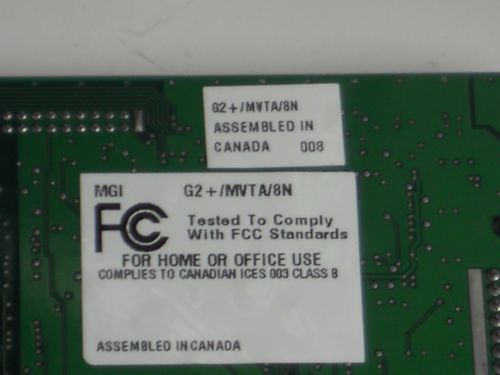 G2+/MVTA/8N
ASSEMBLED IN
CANADA 008
MGI G2+/MVTA/8N
FC Tested To Comply
With FCC Standards
FOR HOME OR OFFICE USE
COMPLIES TO CANADIAN ICES 003 CLASS B
ASSEMBLED IN CANADA